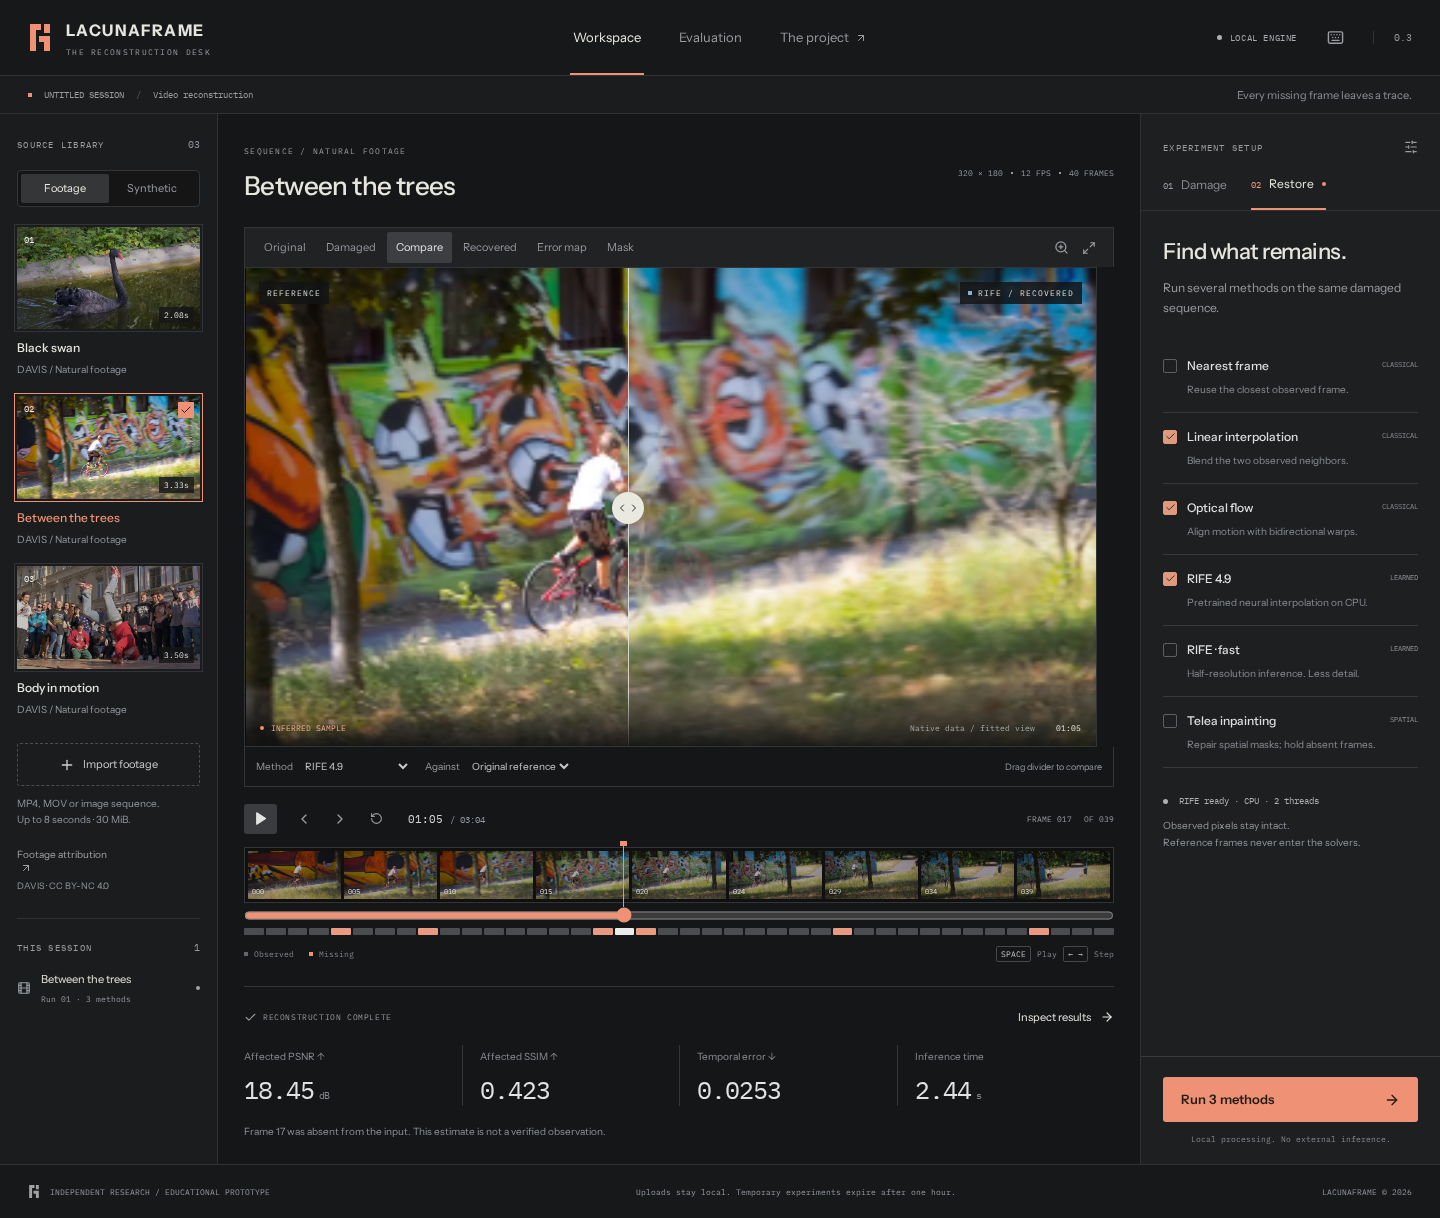 LACUNAFRAME
THE RECONSTRUCTION DESK
Workspace
Evaluation
The project ↗
LOCAL ENGINE
0.3
UNTITLED SESSION / Video reconstruction
Every missing frame leaves a trace.
SOURCE LIBRARY 03
Footage
Synthetic
01
2.08s
Black swan
DAVIS / Natural footage
02
3.33s
Between the trees
DAVIS / Natural footage
03
3.50s
Body in motion
DAVIS / Natural footage
Import footage
MP4, MOV or image sequence.
Up to 8 seconds · 30 MiB.
Footage attribution
↗
DAVIS · CC BY-NC 4.0
THIS SESSION 1
Between the trees
Run 01 · 3 methods
SEQUENCE / NATURAL FOOTAGE
Between the trees
320 × 180 • 12 FPS • 40 FRAMES
Original
Damaged
Compare
Recovered
Error map
Mask
REFERENCE
RIFE / RECOVERED
INFERRED SAMPLE
Native data / fitted view 01:05
Method RIFE 4.9
Against Original reference
Drag divider to compare
01:05 / 03:04
FRAME 017 OF 039
000
005
010
015
020
024
029
034
039
Observed
Missing
SPACE Play ← → Step
RECONSTRUCTION COMPLETE
Inspect results →
Affected PSNR ↑
18.45 dB
Affected SSIM ↑
0.423
Temporal error ↓
0.0253
Inference time
2.44 s
Frame 17 was absent from the input. This estimate is not a verified observation.
EXPERIMENT SETUP
01 Damage
02 Restore
Find what remains.
Run several methods on the same damaged
sequence.
Nearest frame CLASSICAL
Reuse the closest observed frame.
Linear interpolation CLASSICAL
Blend the two observed neighbors.
Optical flow CLASSICAL
Align motion with bidirectional warps.
RIFE 4.9 LEARNED
Pretrained neural interpolation on CPU.
RIFE · fast LEARNED
Half-resolution inference. Less detail.
Telea inpainting SPATIAL
Repair spatial masks; hold absent frames.
RIFE ready · CPU · 2 threads
Observed pixels stay intact.
Reference frames never enter the solvers.
Run 3 methods →
Local processing. No external inference.
INDEPENDENT RESEARCH / EDUCATIONAL PROTOTYPE
Uploads stay local. Temporary experiments expire after one hour.
LACUNAFRAME © 2026